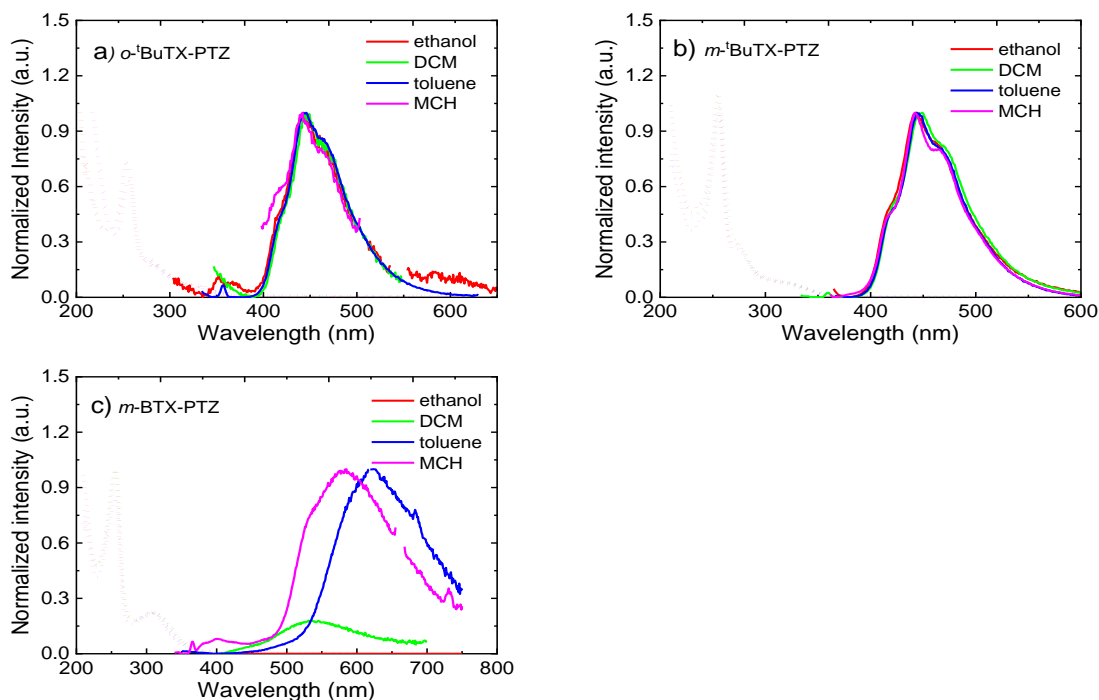 a) o-ᵗBuTX-PTZ
ethanol
DCM
toluene
MCH
Normalized Intensity (a.u.)
1.5
1.2
0.9
0.6
0.3
0.0
200 300 400 500 600
Wavelength (nm)
b) m-ᵗBuTX-PTZ
ethanol
DCM
toluene
MCH
Normalized intensity (a.u.)
1.5
1.2
0.9
0.6
0.3
0.0
200 300 400 500 600
Wavelength (nm)
c) m-BTX-PTZ
ethanol
DCM
toluene
MCH
Normalized intensity (a.u.)
1.5
1.2
0.9
0.6
0.3
0.0
200 300 400 500 600 700 800
Wavelength (nm)